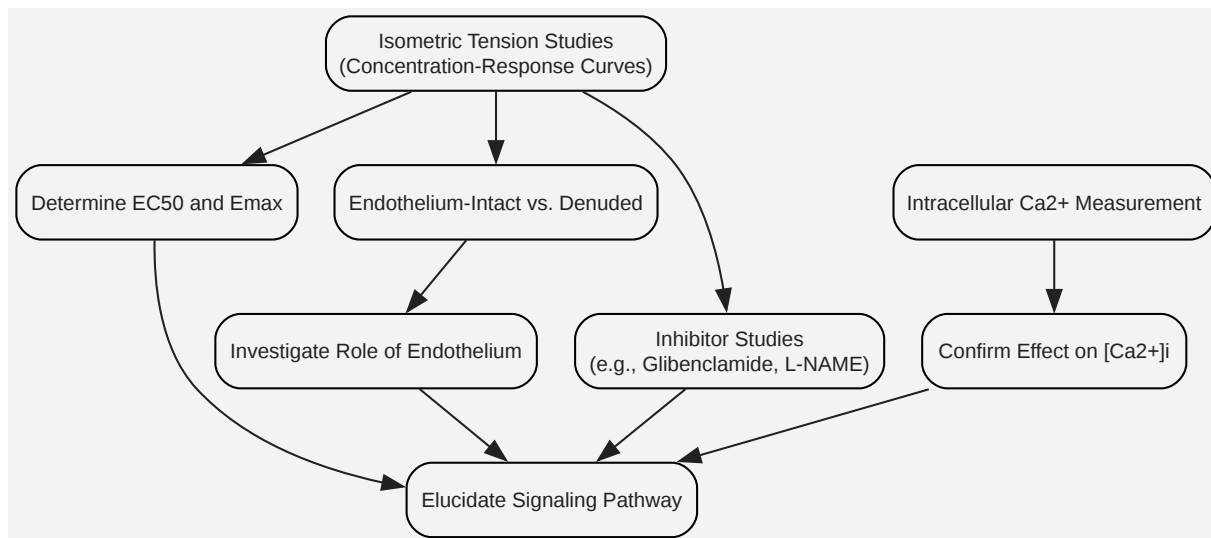 Isometric Tension Studies
(Concentration-Response Curves)
Determine EC50 and Emax
Endothelium-Intact vs. Denuded
Intracellular Ca2+ Measurement
Investigate Role of Endothelium
Inhibitor Studies
(e.g., Glibenclamide, L-NAME)
Confirm Effect on [Ca2+]i
Elucidate Signaling Pathway